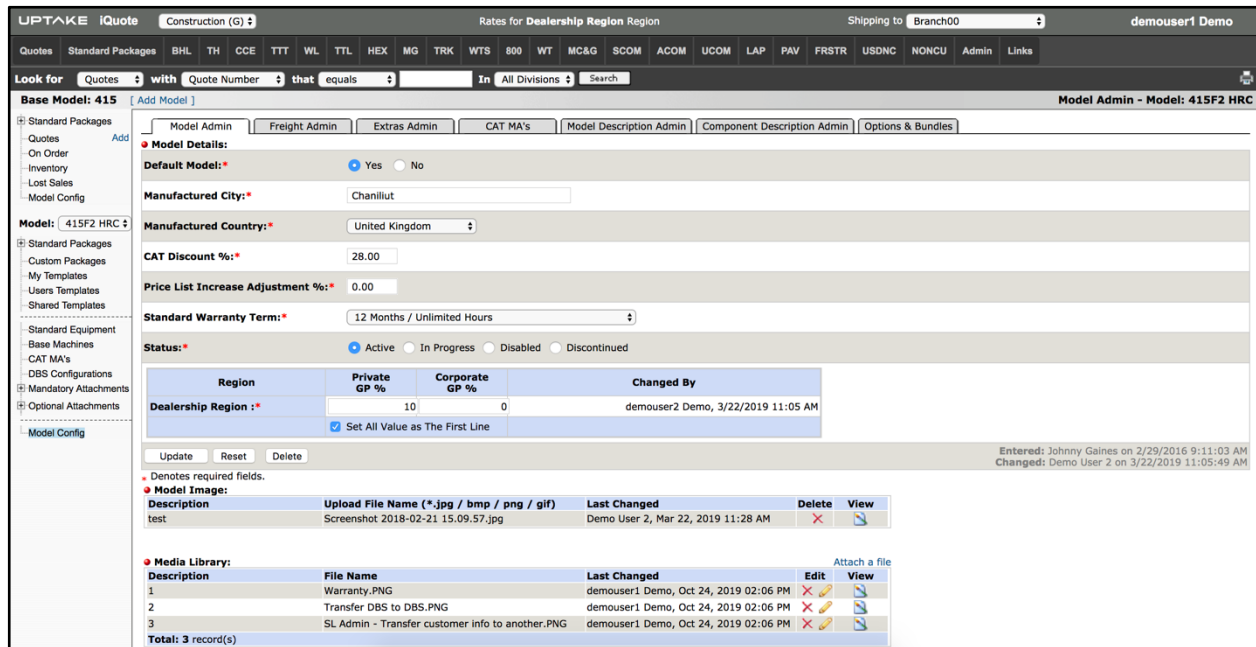 UPTAKE iQuote Construction (G) Rates for Dealership Region Region Shipping to Branch00 demouser1 Demo
Quotes Standard Packages BHL TH CCE TTT WL TTL HEX MG TRK WTS 800 WT MC&G SCOM ACOM UCOM LAP PAV FRSTR USDNC NONCU Admin Links
Look for Quotes with Quote Number that equals In All Divisions Search
Base Model: 415 [ Add Model ] Model Admin - Model: 415F2 HRC
Standard Packages
Quotes Add
On Order
Inventory
Lost Sales
Model Config
Model: 415F2 HRC
Standard Packages
Custom Packages
My Templates
Users Templates
Shared Templates
Standard Equipment
Base Machines
CAT MA's
DBS Configurations
Mandatory Attachments
Optional Attachments
Model Config
Model Admin Freight Admin Extras Admin CAT MA's Model Description Admin Component Description Admin Options & Bundles
Model Details:
Default Model:* Yes No
Manufactured City:* Chaniliut
Manufactured Country:* United Kingdom
CAT Discount %:* 28.00
Price List Increase Adjustment %:* 0.00
Standard Warranty Term:* 12 Months / Unlimited Hours
Status:* Active In Progress Disabled Discontinued
Region Private GP % Corporate GP % Changed By
Dealership Region :* 10 0 demouser2 Demo, 3/22/2019 11:05 AM
Set All Value as The First Line
Update Reset Delete
Entered: Johnny Gaines on 2/29/2016 9:11:03 AM
Changed: Demo User 2 on 3/22/2019 11:05:49 AM
* Denotes required fields.
Model Image:
Description Upload File Name (*.jpg / bmp / png / gif) Last Changed Delete View
test Screenshot 2018-02-21 15.09.57.jpg Demo User 2, Mar 22, 2019 11:28 AM
Media Library: Attach a file
Description File Name Last Changed Edit View
1 Warranty.PNG demouser1 Demo, Oct 24, 2019 02:06 PM
2 Transfer DBS to DBS.PNG demouser1 Demo, Oct 24, 2019 02:06 PM
3 SL Admin - Transfer customer info to another.PNG demouser1 Demo, Oct 24, 2019 02:06 PM
Total: 3 record(s)